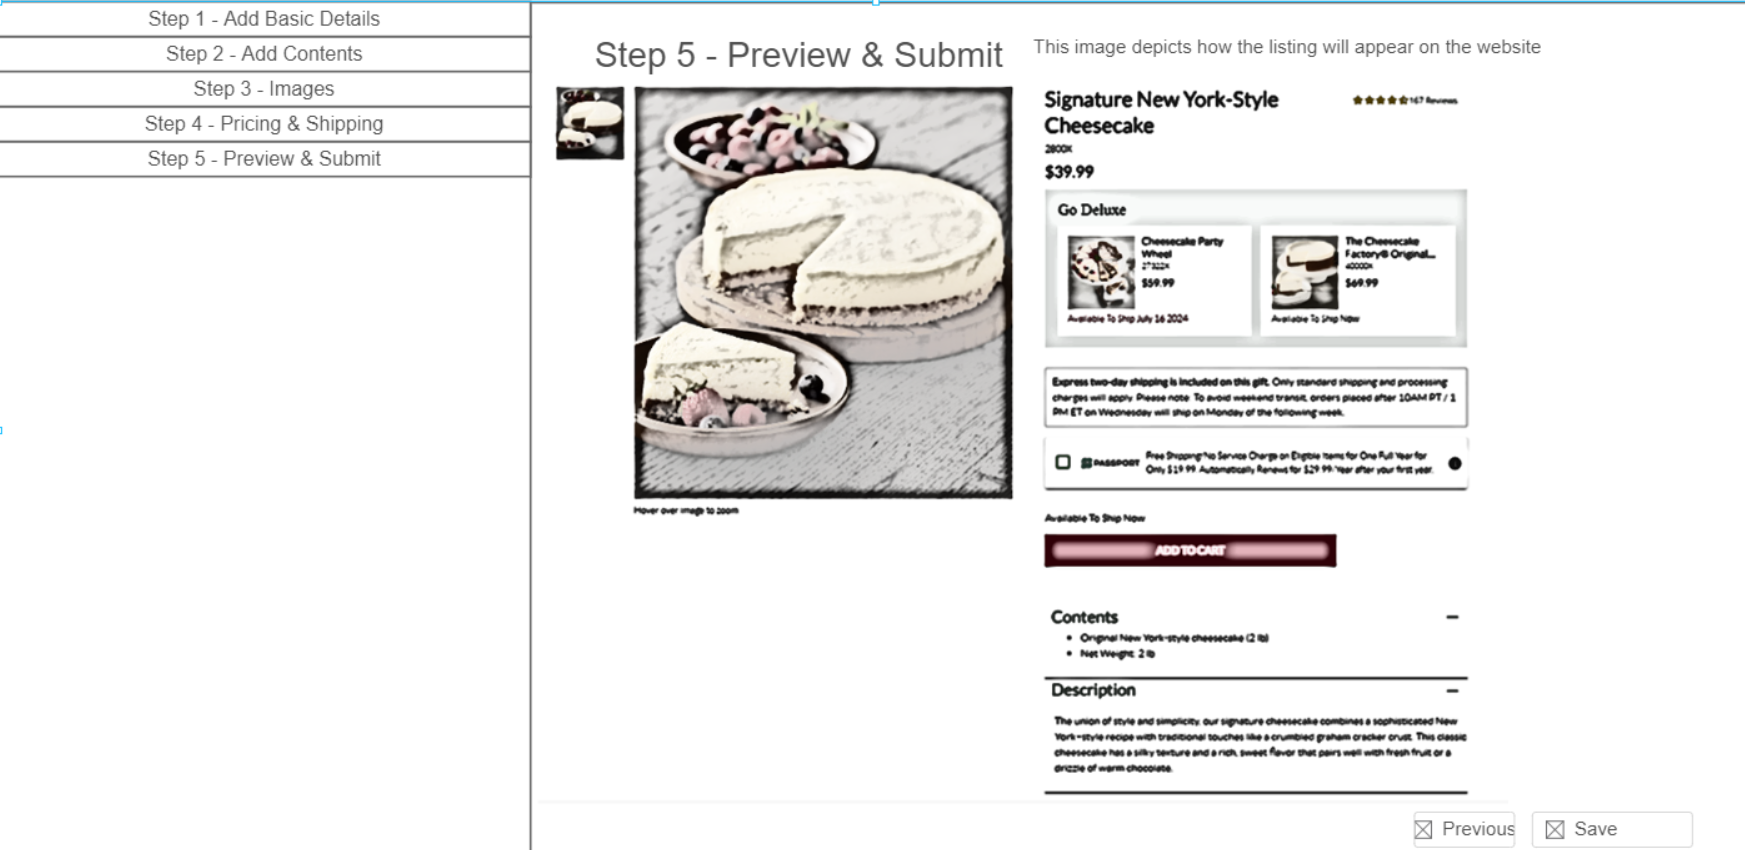 Step 1 - Add Basic Details
Step 2 - Add Contents
Step 3 - Images
Step 4 - Pricing & Shipping
Step 5 - Preview & Submit
Step 5 - Preview & Submit
This image depicts how the listing will appear on the website
Signature New York-Style
Cheesecake
167 Reviews
2800X
$39.99
Go Deluxe
Cheesecake Party
Wheel
27322X
$59.99
Available To Ship July 16 2024
The Cheesecake
Factory® Original...
40000X
$69.99
Available To Ship Now
Express two-day shipping is included on this gift. Only standard shipping and processing
charges will apply. Please note: To avoid weekend transit, orders placed after 10AM PT / 1
PM ET on Wednesday will ship on Monday of the following week.
PASSPORT
Free Shipping/No Service Charge on Eligible Items for One Full Year for
Only $19.99. Automatically Renews for $29.99/Year after your first year.
Hover over image to zoom
Available To Ship Now
ADD TO CART
Contents
• Original New York-style cheesecake (2 lb)
• Net Weight: 2 lb
Description
The union of style and simplicity, our signature cheesecake combines a sophisticated New
York-style recipe with traditional touches like a crumbled graham cracker crust. This classic
cheesecake has a silky texture and a rich, sweet flavor that pairs well with fresh fruit or a
drizzle of warm chocolate.
Previous
Save